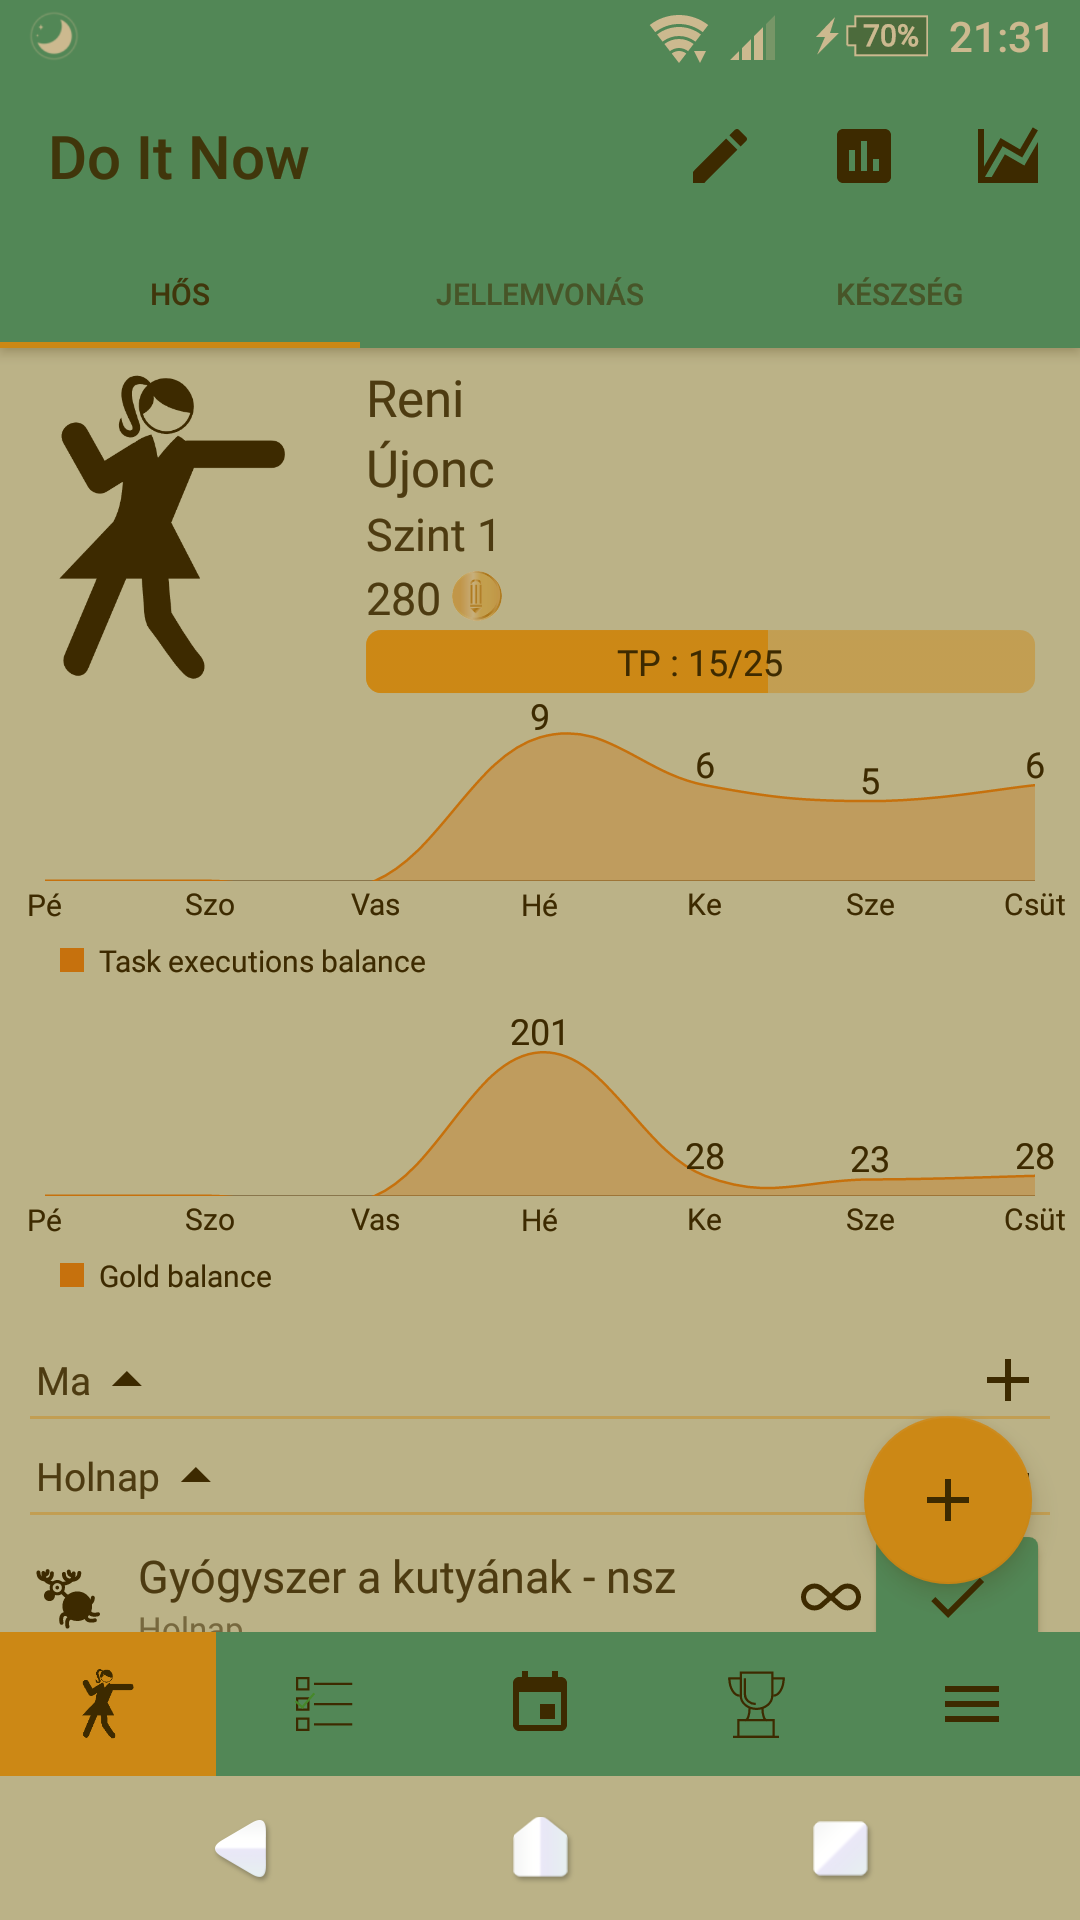 70% 21:31
Do It Now
HŐS JELLEMVONÁS KÉSZSÉG
Reni
Újonc
Szint 1
280
TP : 15/25
9 6 5 6
Pé Szo Vas Hé Ke Sze Csüt
Task executions balance
201 28 23 28
Pé Szo Vas Hé Ke Sze Csüt
Gold balance
Ma
Holnap
Gyógyszer a kutyának - nsz
Holnap